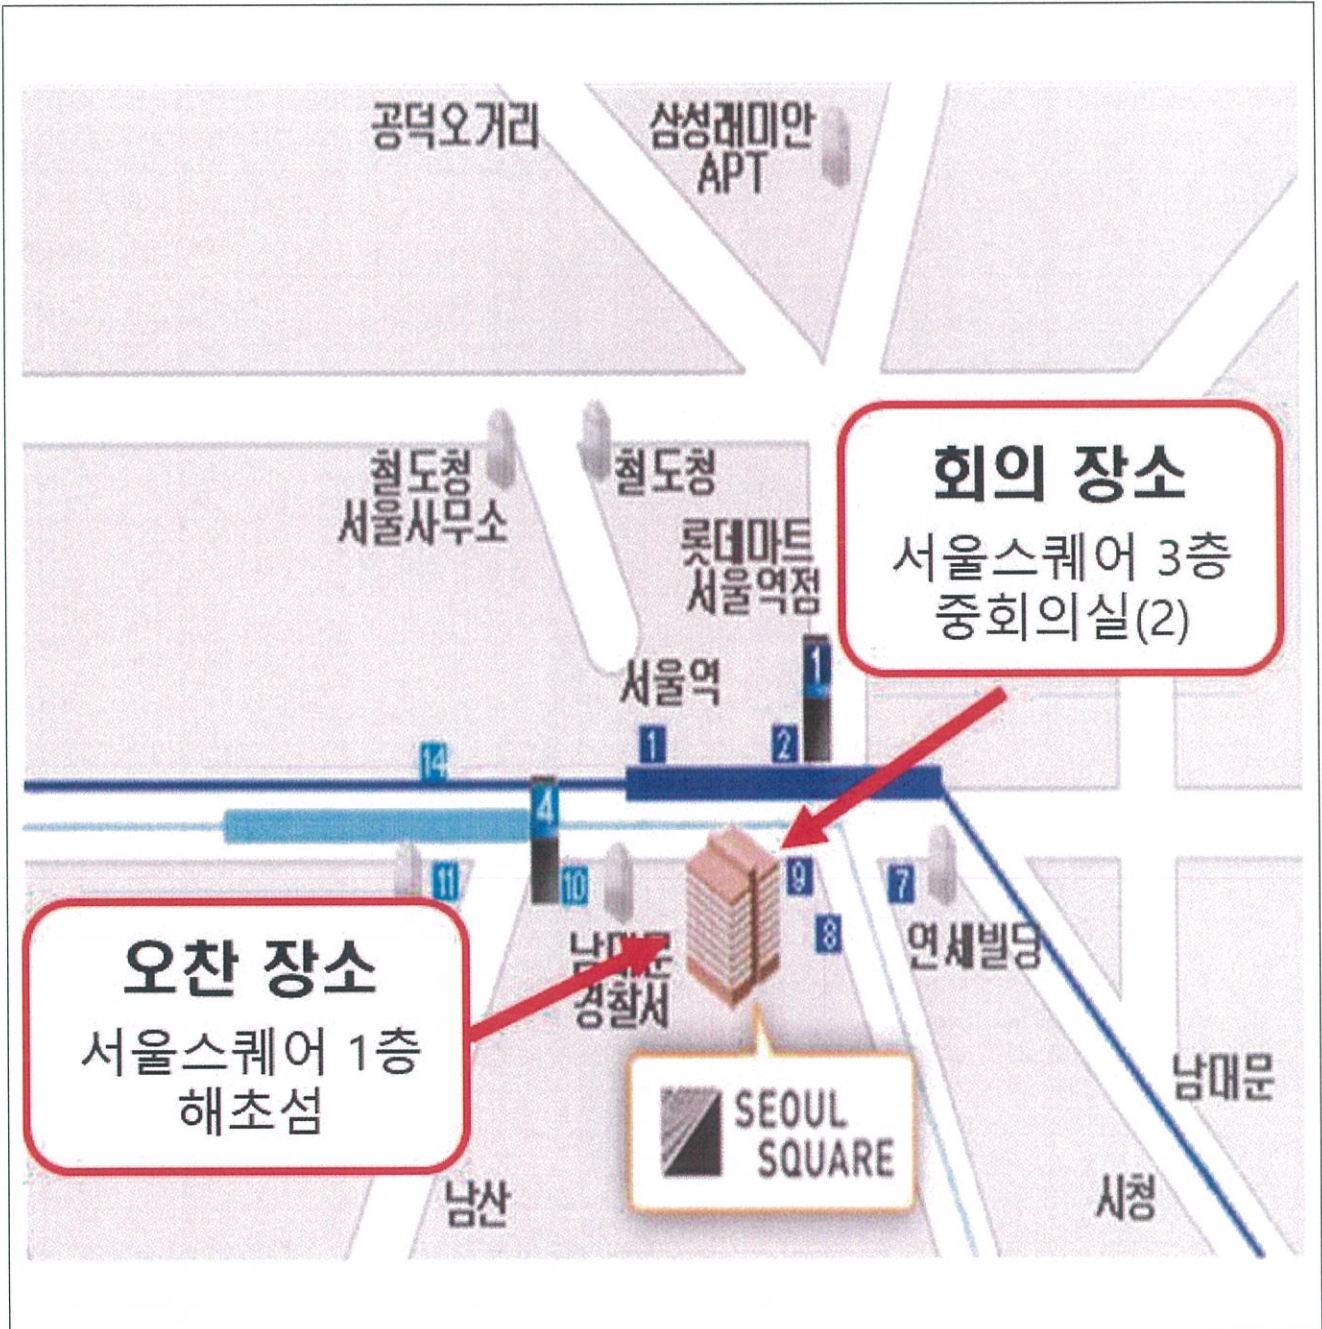 공덕오거리
삼성래미안
APT
철도청
서울사무소
철도청
롯데마트
서울역점
회의 장소
서울스퀘어 3층
중회의실(2)
서울역
1
1
2
14
4
11
10
9
8
7
남대문
경찰서
연세빌딩
오찬 장소
서울스퀘어 1층
해초섬
SEOUL
SQUARE
남대문
남산
시청